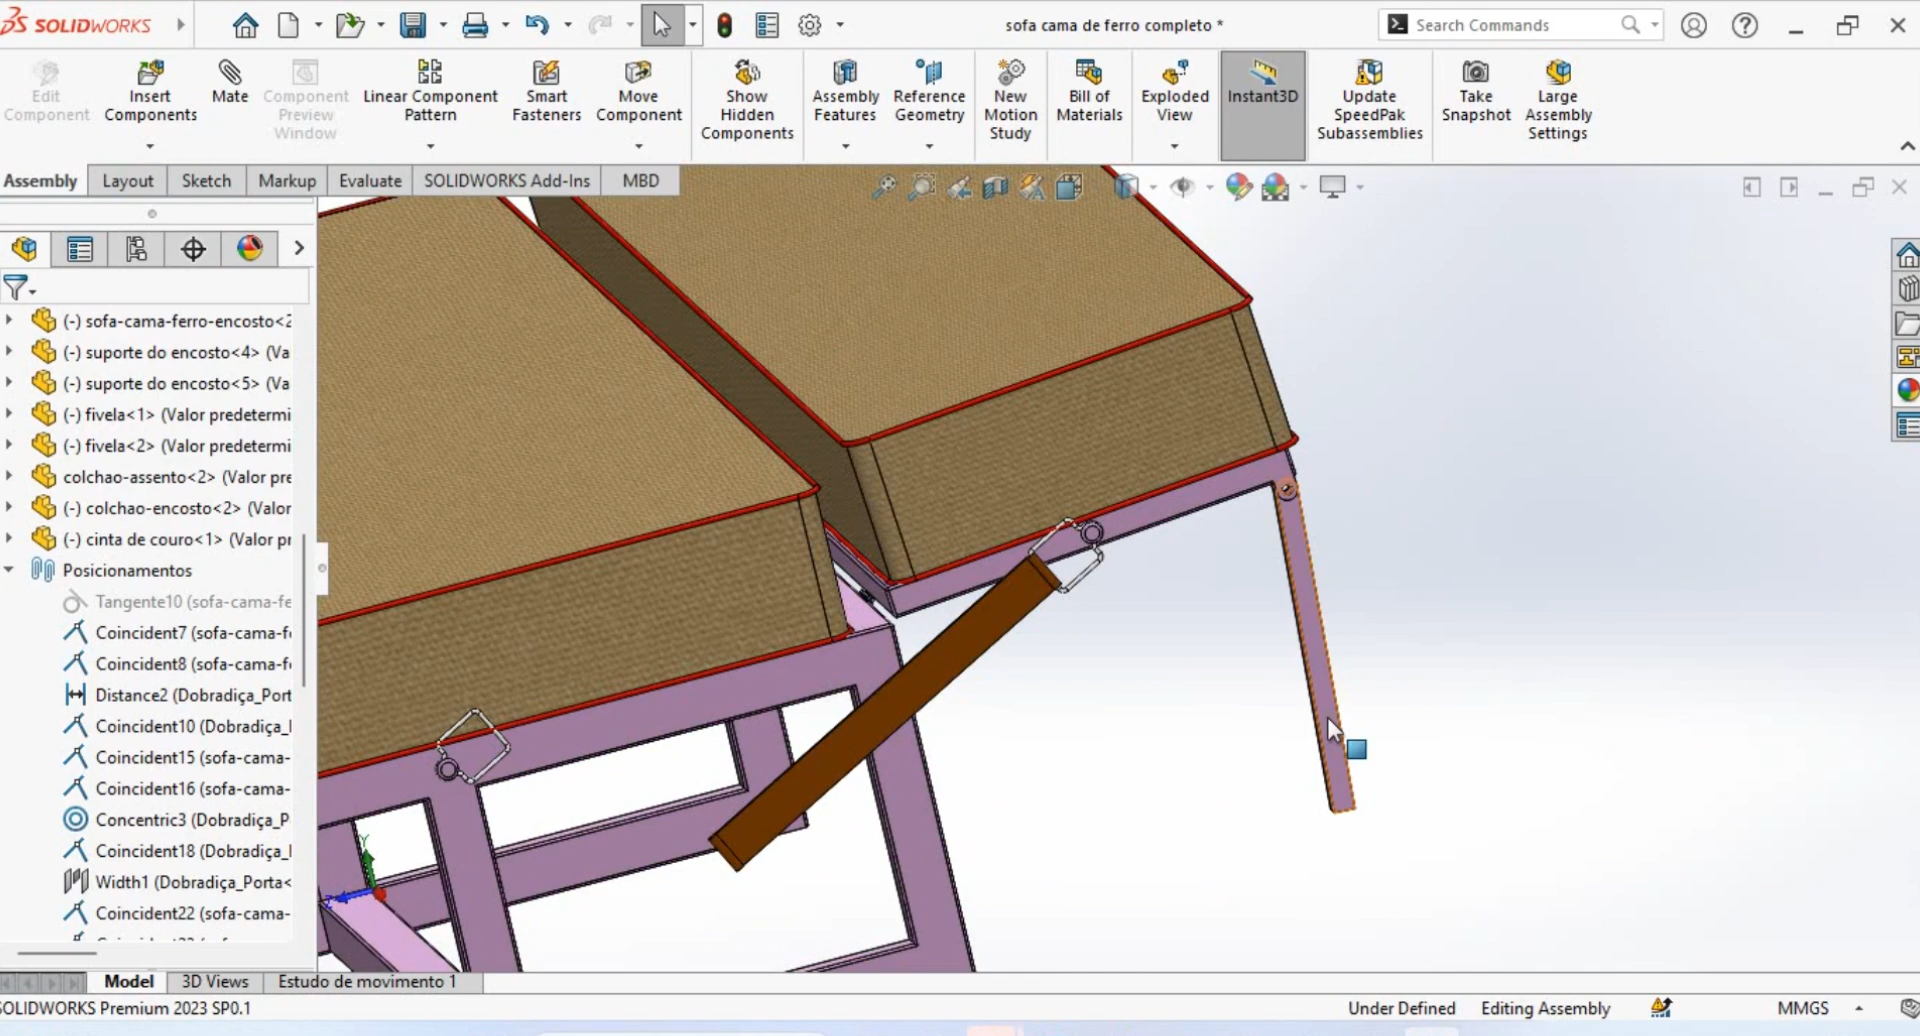 SOLIDWORKS
sofa cama de ferro completo *
Search Commands
Edit Component
Insert Components
Mate
Component Preview Window
Linear Component Pattern
Smart Fasteners
Move Component
Show Hidden Components
Assembly Features
Reference Geometry
New Motion Study
Bill of Materials
Exploded View
Instant3D
Update SpeedPak Subassemblies
Take Snapshot
Large Assembly Settings
Assembly
Layout
Sketch
Markup
Evaluate
SOLIDWORKS Add-Ins
MBD
(-) sofa-cama-ferro-encosto<2
(-) suporte do encosto<4> (Va
(-) suporte do encosto<5> (Va
(-) fivela<1> (Valor predetermi
(-) fivela<2> (Valor predetermi
colchao-assento<2> (Valor pre
(-) colchao-encosto<2> (Valor
(-) cinta de couro<1> (Valor pr
Posicionamentos
Tangente10 (sofa-cama-fe
Coincident7 (sofa-cama-f
Coincident8 (sofa-cama-f
Distance2 (Dobradiça_Port
Coincident10 (Dobradiça_
Coincident15 (sofa-cama-
Coincident16 (sofa-cama-
Concentric3 (Dobradiça_P
Coincident18 (Dobradiça_
Width1 (Dobradiça_Porta<
Coincident22 (sofa-cama-
Y
Z
Model
3D Views
Estudo de movimento 1
SOLIDWORKS Premium 2023 SP0.1
Under Defined
Editing Assembly
MMGS